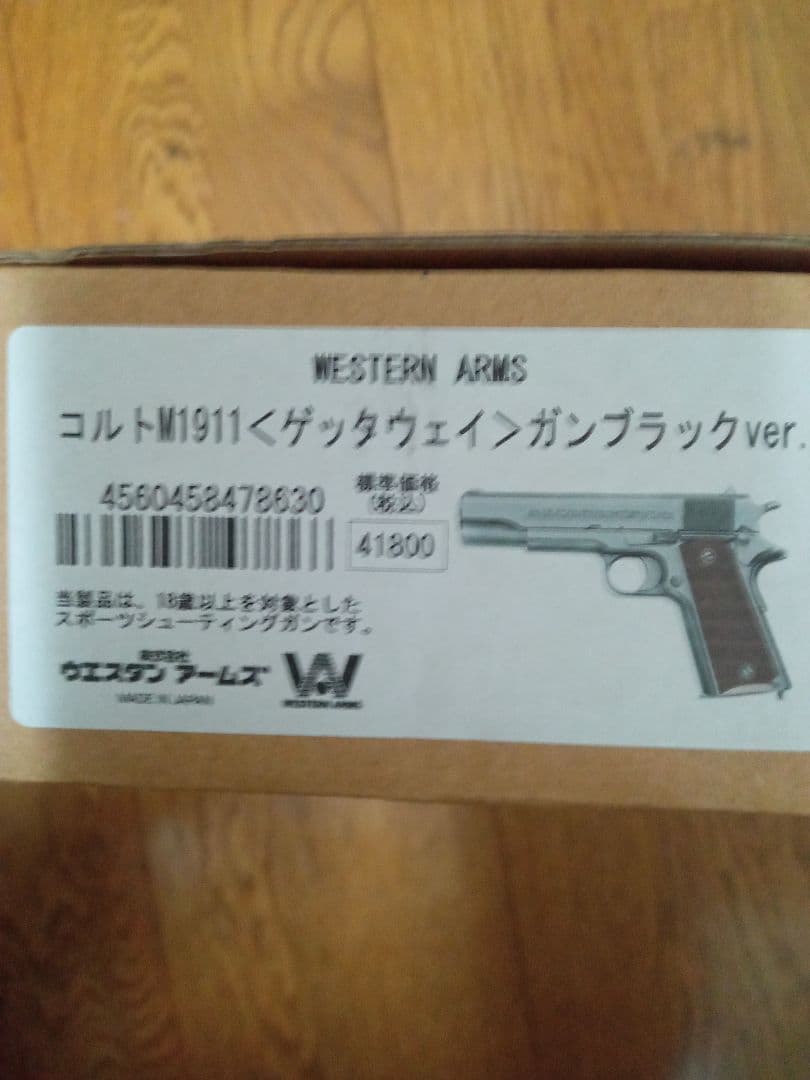 WESTERN ARMS
コルトM1911<ゲッタウェイ>ガンブラックver.
4560458478630
標準価格
(税込)
41800
当製品は、18歳以上を対象とした
スポーツシューティングガンです。
株式会社
ウエスタン アームズ
MADE IN JAPAN
WESTERN ARMS